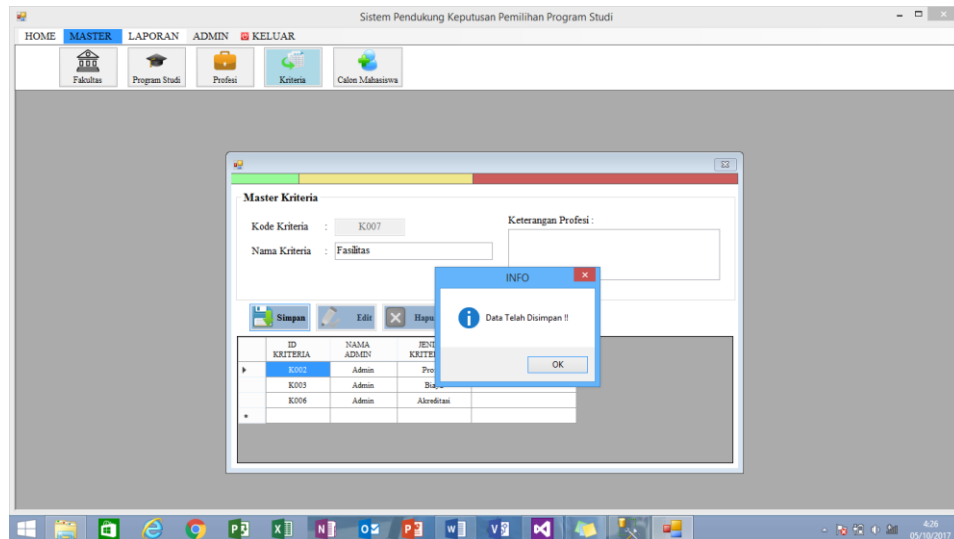 Sistem Pendukung Keputusan Pemilihan Program Studi
HOME MASTER LAPORAN ADMIN KELUAR
Fakultas Program Studi Profesi Kriteria Calon Mahasiswa
Master Kriteria
Kode Kriteria : K007
Keterangan Profesi :
Nama Kriteria : Fasilitas
INFO
Data Telah Disimpan !!
OK
Simpan Edit
ID KRITERIA NAMA ADMIN
K002 Admin
K003 Admin
K006 Admin Akreditasi
4:26
05/10/2017